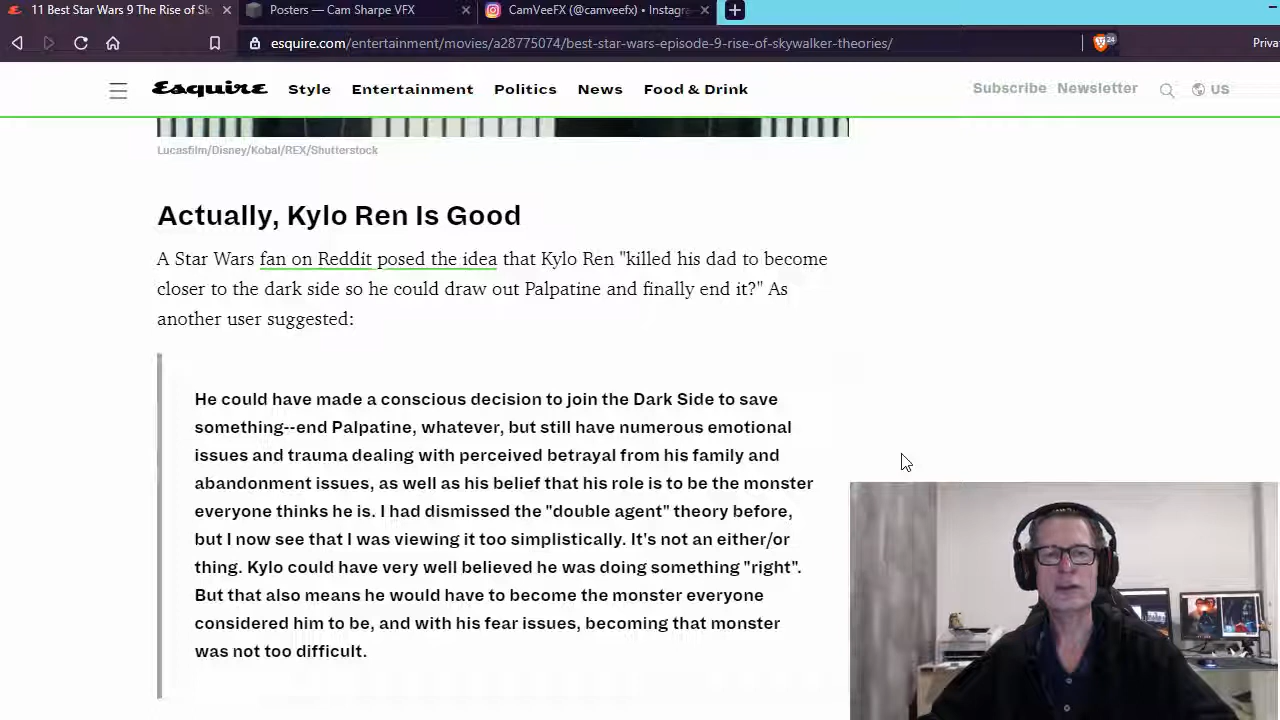 11 Best Star Wars 9 The Rise of Sk
Posters — Cam Sharpe VFX
CamVeeFX (@camveefx) • Instagra
esquire.com/entertainment/movies/a28775074/best-star-wars-episode-9-rise-of-skywalker-theories/
24
Priva
Esquire
Style
Entertainment
Politics
News
Food & Drink
Subscribe
Newsletter
US
Lucasfilm/Disney/Kobal/REX/Shutterstock
Actually, Kylo Ren Is Good
A Star Wars fan on Reddit posed the idea that Kylo Ren "killed his dad to become
closer to the dark side so he could draw out Palpatine and finally end it?" As
another user suggested:
He could have made a conscious decision to join the Dark Side to save
something--end Palpatine, whatever, but still have numerous emotional
issues and trauma dealing with perceived betrayal from his family and
abandonment issues, as well as his belief that his role is to be the monster
everyone thinks he is. I had dismissed the "double agent" theory before,
but I now see that I was viewing it too simplistically. It's not an either/or
thing. Kylo could have very well believed he was doing something "right".
But that also means he would have to become the monster everyone
considered him to be, and with his fear issues, becoming that monster
was not too difficult.